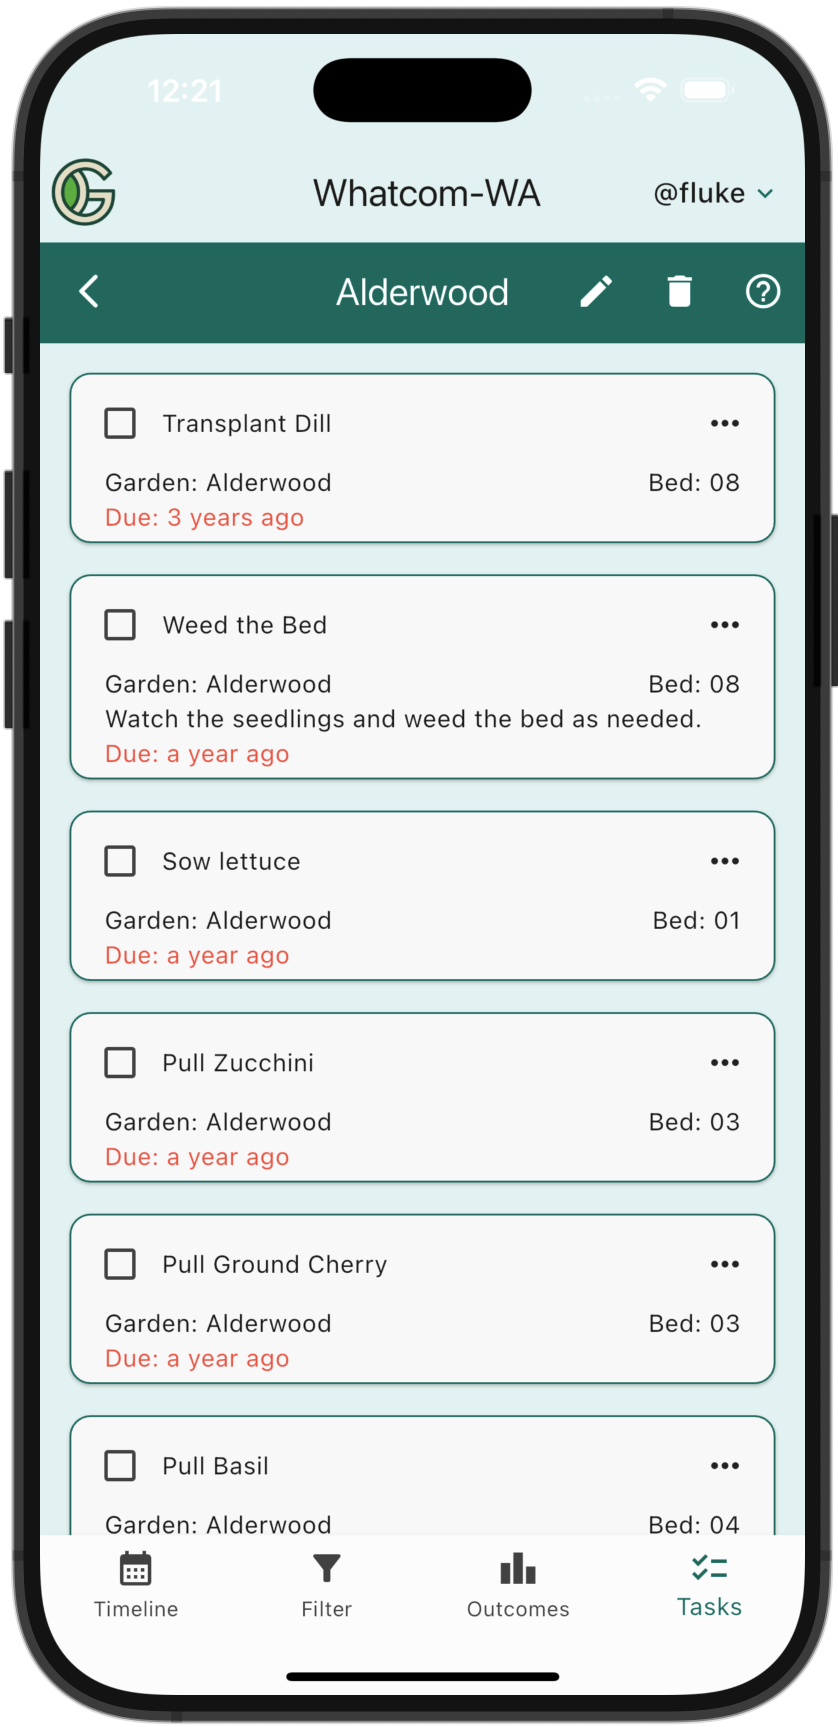 12:21
Whatcom-WA
@fluke
Alderwood
Transplant Dill
Garden: Alderwood Bed: 08
Due: 3 years ago
Weed the Bed
Garden: Alderwood Bed: 08
Watch the seedlings and weed the bed as needed.
Due: a year ago
Sow lettuce
Garden: Alderwood Bed: 01
Due: a year ago
Pull Zucchini
Garden: Alderwood Bed: 03
Due: a year ago
Pull Ground Cherry
Garden: Alderwood Bed: 03
Due: a year ago
Pull Basil
Garden: Alderwood Bed: 04
Timeline Filter Outcomes Tasks